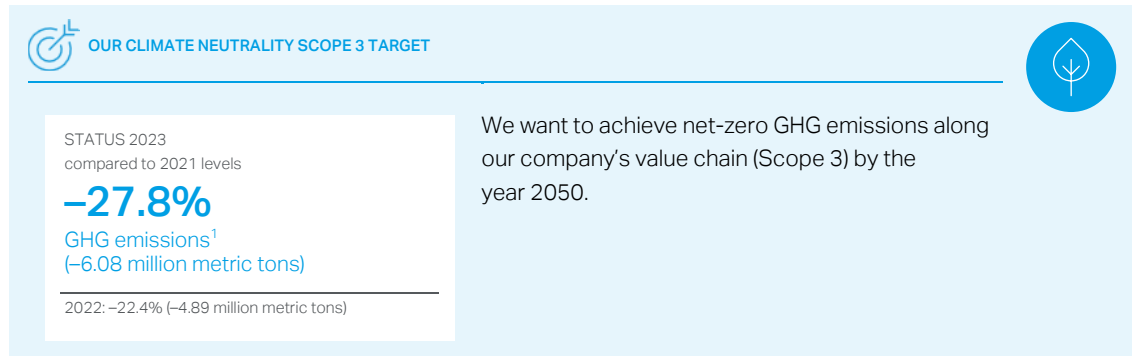 OUR CLIMATE NEUTRALITY SCOPE 3 TARGET
STATUS 2023
compared to 2021 levels
–27.8%
GHG emissions¹
(–6.08 million metric tons)
2022: –22.4% (–4.89 million metric tons)
We want to achieve net-zero GHG emissions along
our company’s value chain (Scope 3) by the
year 2050.